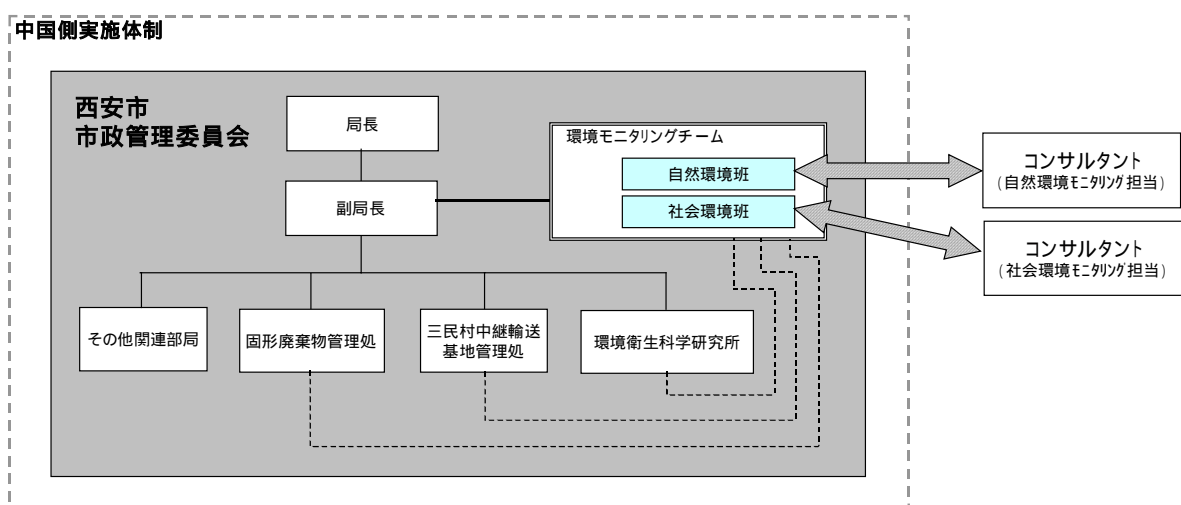 中国側実施体制
西安市
市政管理委員会
局長
副局長
環境モニタリングチーム
自然環境班
社会環境班
コンサルタント
(自然環境ﾓﾆﾀﾘﾝｸﾞ担当)
コンサルタント
(社会環境ﾓﾆﾀﾘﾝｸﾞ担当)
その他関連部局
固形廃棄物管理処
三民村中継輸送
基地管理処
環境衛生科学研究所